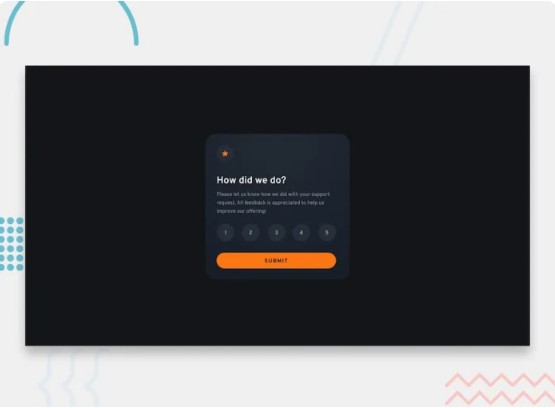 How did we do?
Please let us know how we did with your support
request. All feedback is appreciated to help us
improve our offering!
1 2 3 4 5
SUBMIT